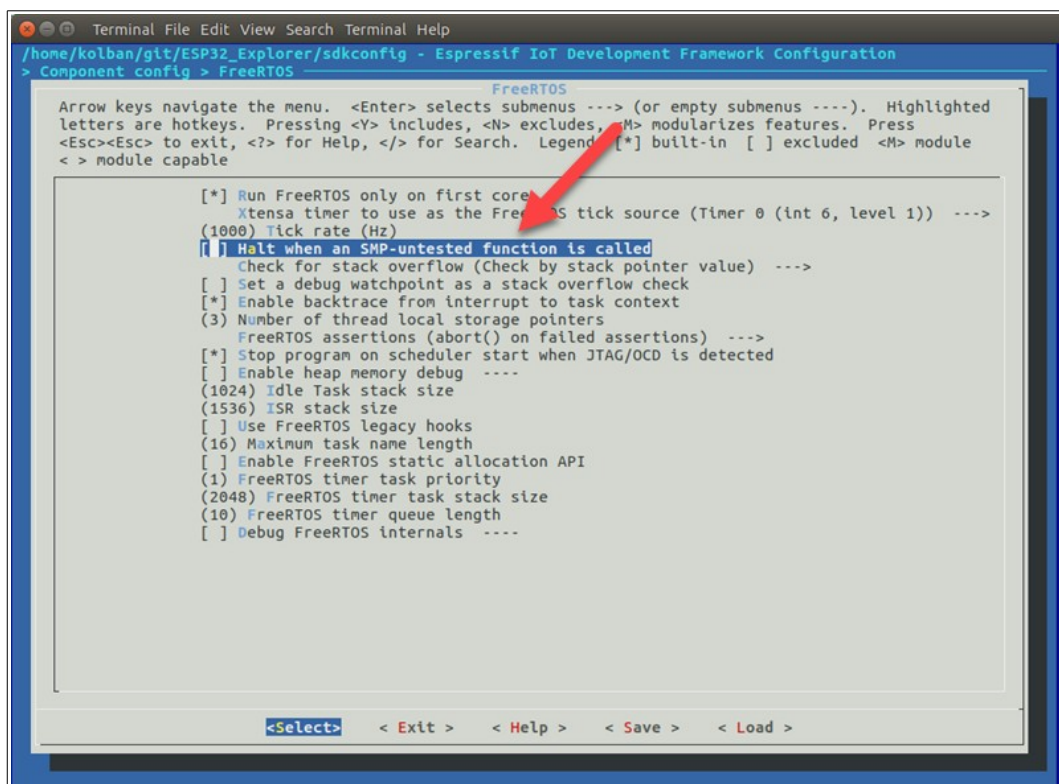 Terminal File Edit View Search Terminal Help
/home/kolban/git/ESP32_Explorer/sdkconfig - Espressif IoT Development Framework Configuration
> Component config > FreeRTOS
FreeRTOS
Arrow keys navigate the menu. <Enter> selects submenus ---> (or empty submenus ----). Highlighted
letters are hotkeys. Pressing <Y> includes, <N> excludes, <M> modularizes features. Press
<Esc><Esc> to exit, <?> for Help, </> for Search. Legend [*] built-in [ ] excluded <M> module
< > module capable
[*] Run FreeRTOS only on first core
Xtensa timer to use as the FreeRTOS tick source (Timer 0 (int 6, level 1)) --->
(1000) Tick rate (Hz)
[ ] Halt when an SMP-untested function is called
Check for stack overflow (Check by stack pointer value) --->
[ ] Set a debug watchpoint as a stack overflow check
[*] Enable backtrace from interrupt to task context
(3) Number of thread local storage pointers
FreeRTOS assertions (abort() on failed assertions) --->
[*] Stop program on scheduler start when JTAG/OCD is detected
[ ] Enable heap memory debug ----
(1024) Idle Task stack size
(1536) ISR stack size
[ ] Use FreeRTOS legacy hooks
(16) Maximum task name length
[ ] Enable FreeRTOS static allocation API
(1) FreeRTOS timer task priority
(2048) FreeRTOS timer task stack size
(10) FreeRTOS timer queue length
[ ] Debug FreeRTOS internals ----
<Select> < Exit > < Help > < Save > < Load >